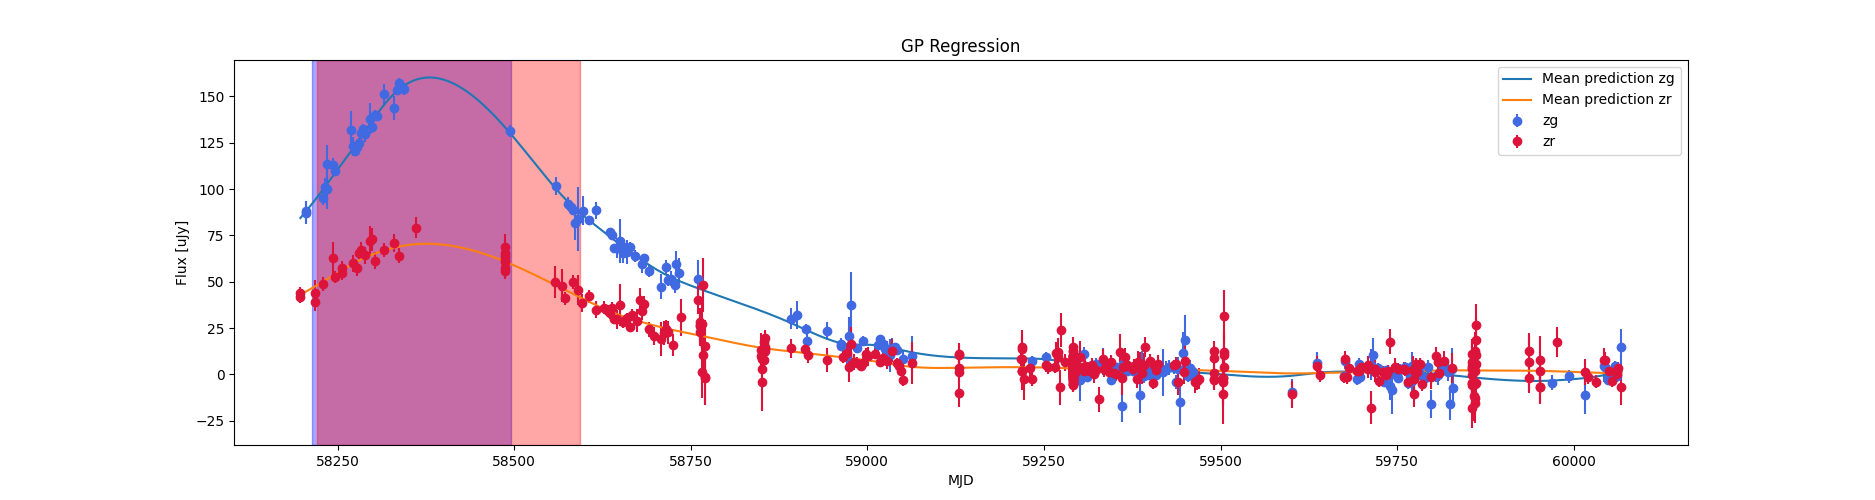 GP Regression
Flux [uJy]
150
125
100
75
50
25
0
−25
58250
58500
58750
59000
59250
59500
59750
60000
MJD
Mean prediction zg
Mean prediction zr
zg
zr